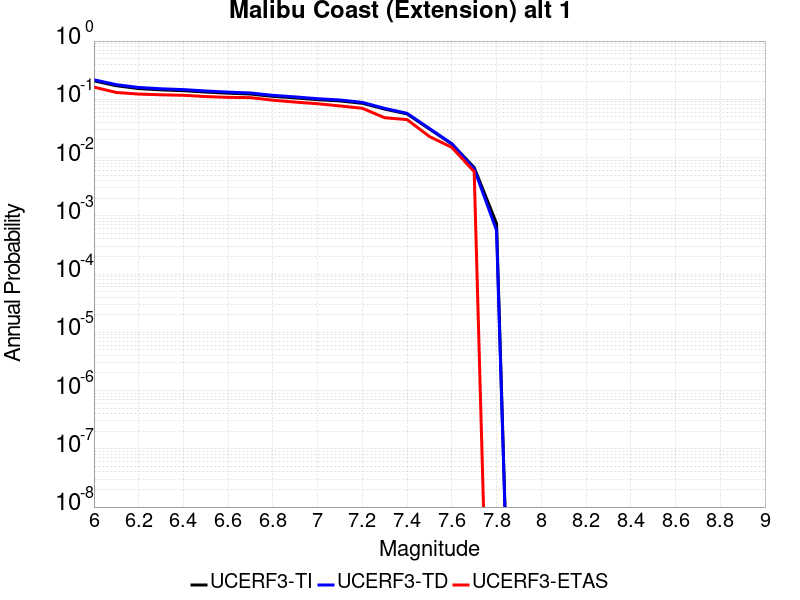 Malibu Coast (Extension) alt 1
10^0
10^-1
10^-2
10^-3
10^-4
10^-5
10^-6
10^-7
10^-8
Annual Probability
6 6.2 6.4 6.6 6.8 7 7.2 7.4 7.6 7.8 8 8.2 8.4 8.6 8.8 9
Magnitude
UCERF3-TI UCERF3-TD UCERF3-ETAS